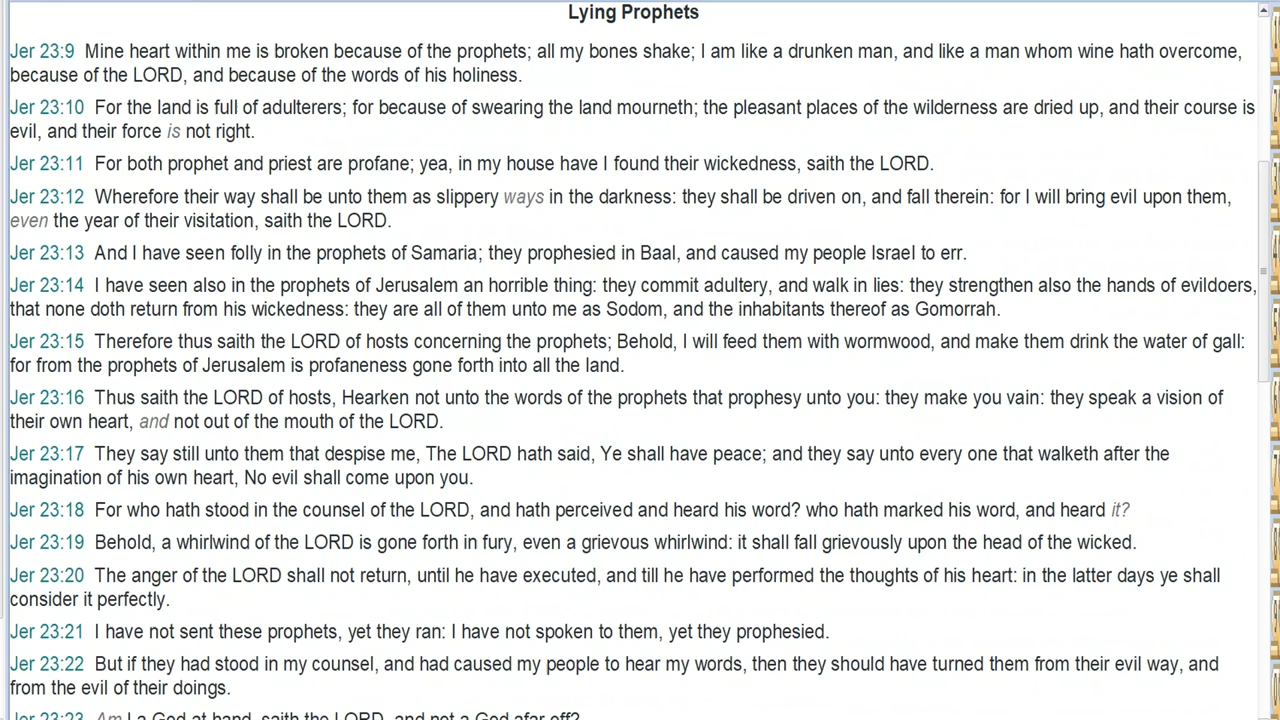 Lying Prophets
Jer 23:9 Mine heart within me is broken because of the prophets; all my bones shake; I am like a drunken man, and like a man whom wine hath overcome,
because of the LORD, and because of the words of his holiness.
Jer 23:10 For the land is full of adulterers; for because of swearing the land mourneth; the pleasant places of the wilderness are dried up, and their course is
evil, and their force is not right.
Jer 23:11 For both prophet and priest are profane; yea, in my house have I found their wickedness, saith the LORD.
Jer 23:12 Wherefore their way shall be unto them as slippery ways in the darkness: they shall be driven on, and fall therein: for I will bring evil upon them,
even the year of their visitation, saith the LORD.
Jer 23:13 And I have seen folly in the prophets of Samaria; they prophesied in Baal, and caused my people Israel to err.
Jer 23:14 I have seen also in the prophets of Jerusalem an horrible thing: they commit adultery, and walk in lies: they strengthen also the hands of evildoers,
that none doth return from his wickedness: they are all of them unto me as Sodom, and the inhabitants thereof as Gomorrah.
Jer 23:15 Therefore thus saith the LORD of hosts concerning the prophets; Behold, I will feed them with wormwood, and make them drink the water of gall:
for from the prophets of Jerusalem is profaneness gone forth into all the land.
Jer 23:16 Thus saith the LORD of hosts, Hearken not unto the words of the prophets that prophesy unto you: they make you vain: they speak a vision of
their own heart, and not out of the mouth of the LORD.
Jer 23:17 They say still unto them that despise me, The LORD hath said, Ye shall have peace; and they say unto every one that walketh after the
imagination of his own heart, No evil shall come upon you.
Jer 23:18 For who hath stood in the counsel of the LORD, and hath perceived and heard his word? who hath marked his word, and heard it?
Jer 23:19 Behold, a whirlwind of the LORD is gone forth in fury, even a grievous whirlwind: it shall fall grievously upon the head of the wicked.
Jer 23:20 The anger of the LORD shall not return, until he have executed, and till he have performed the thoughts of his heart: in the latter days ye shall
consider it perfectly.
Jer 23:21 I have not sent these prophets, yet they ran: I have not spoken to them, yet they prophesied.
Jer 23:22 But if they had stood in my counsel, and had caused my people to hear my words, then they should have turned them from their evil way, and
from the evil of their doings.
Jer 23:23 Am I a God at hand, saith the LORD, and not a God afar off?